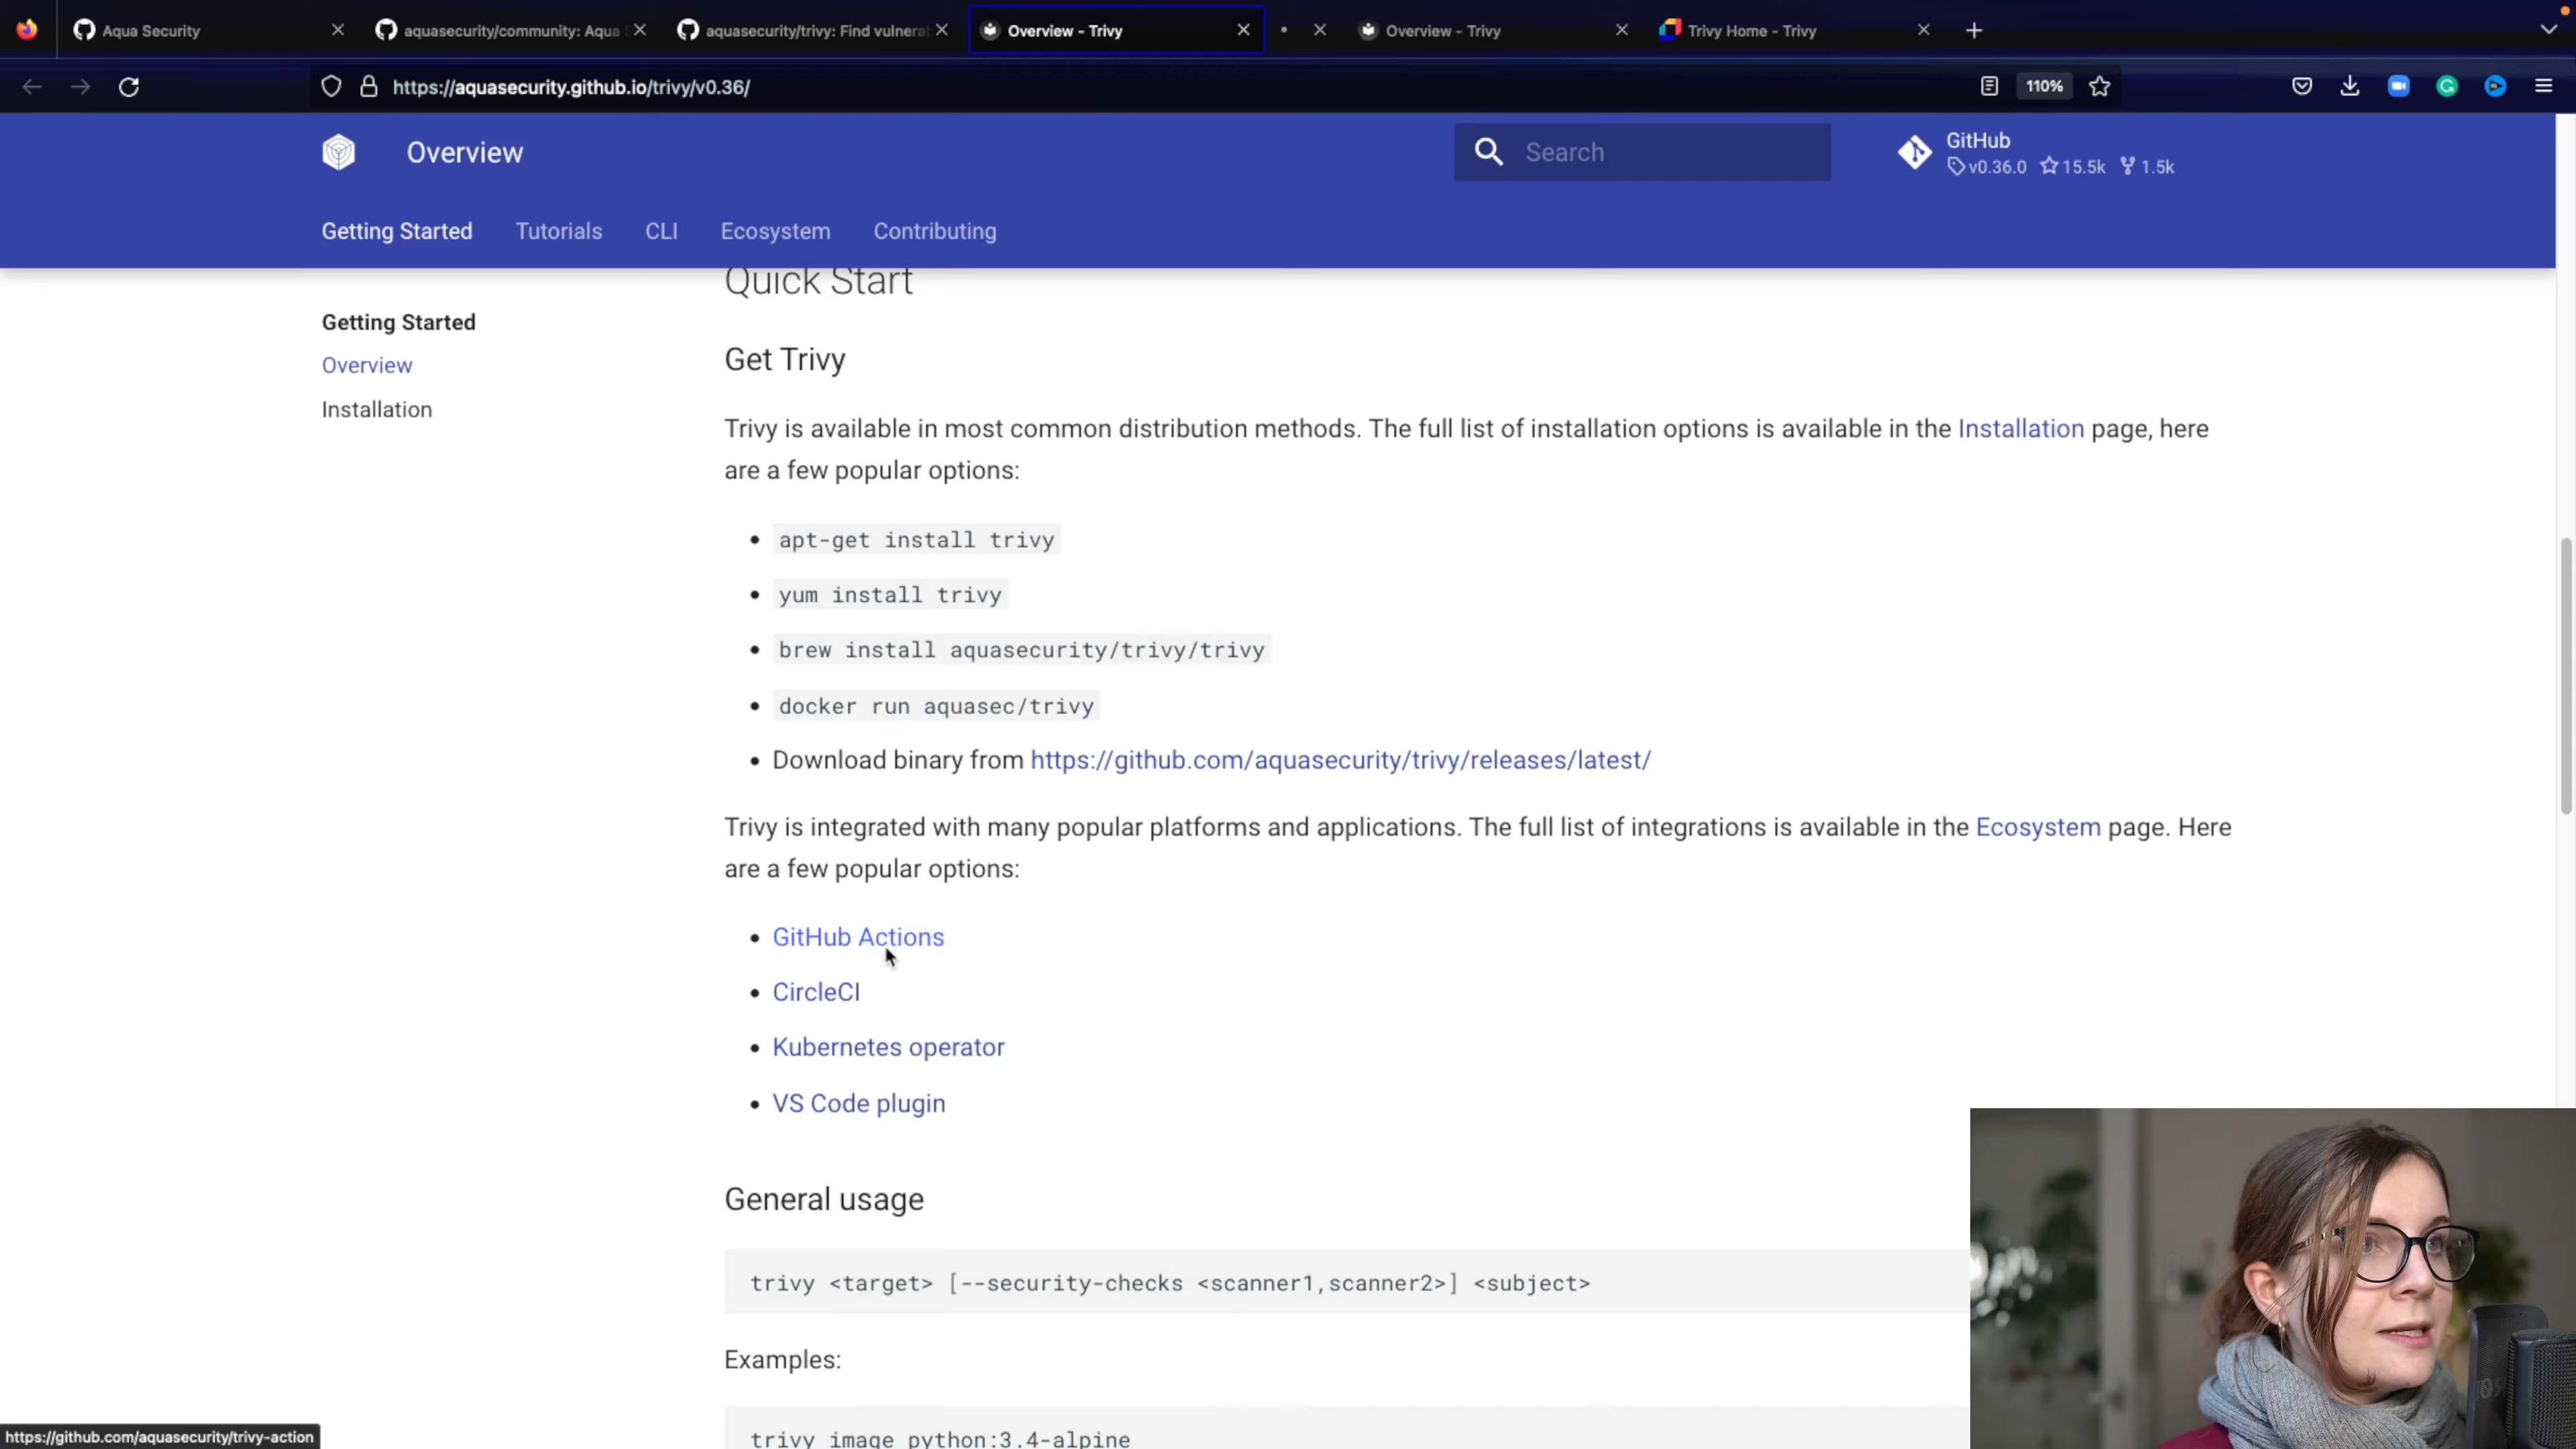 Aqua Security
aquasecurity/community: Aqua S
aquasecurity/trivy: Find vulnera
Overview - Trivy
Overview - Trivy
Trivy Home - Trivy
https://aquasecurity.github.io/trivy/v0.36/
110%
Overview
Search
GitHub
v0.36.0 15.5k 1.5k
Getting Started Tutorials CLI Ecosystem Contributing
Getting Started
Overview
Installation
Quick Start
Get Trivy
Trivy is available in most common distribution methods. The full list of installation options is available in the Installation page, here
are a few popular options:
• apt-get install trivy
• yum install trivy
• brew install aquasecurity/trivy/trivy
• docker run aquasec/trivy
• Download binary from https://github.com/aquasecurity/trivy/releases/latest/
Trivy is integrated with many popular platforms and applications. The full list of integrations is available in the Ecosystem page. Here
are a few popular options:
• GitHub Actions
• CircleCI
• Kubernetes operator
• VS Code plugin
General usage
trivy <target> [--security-checks <scanner1,scanner2>] <subject>
Examples:
trivy image python:3.4-alpine
https://github.com/aquasecurity/trivy-action